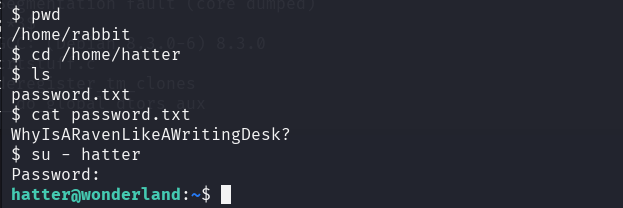 $ pwd
/home/rabbit
$ cd /home/hatter
$ ls
password.txt
$ cat password.txt
WhyIsARavenLikeAWritingDesk?
$ su - hatter
Password:
hatter@wonderland:~$